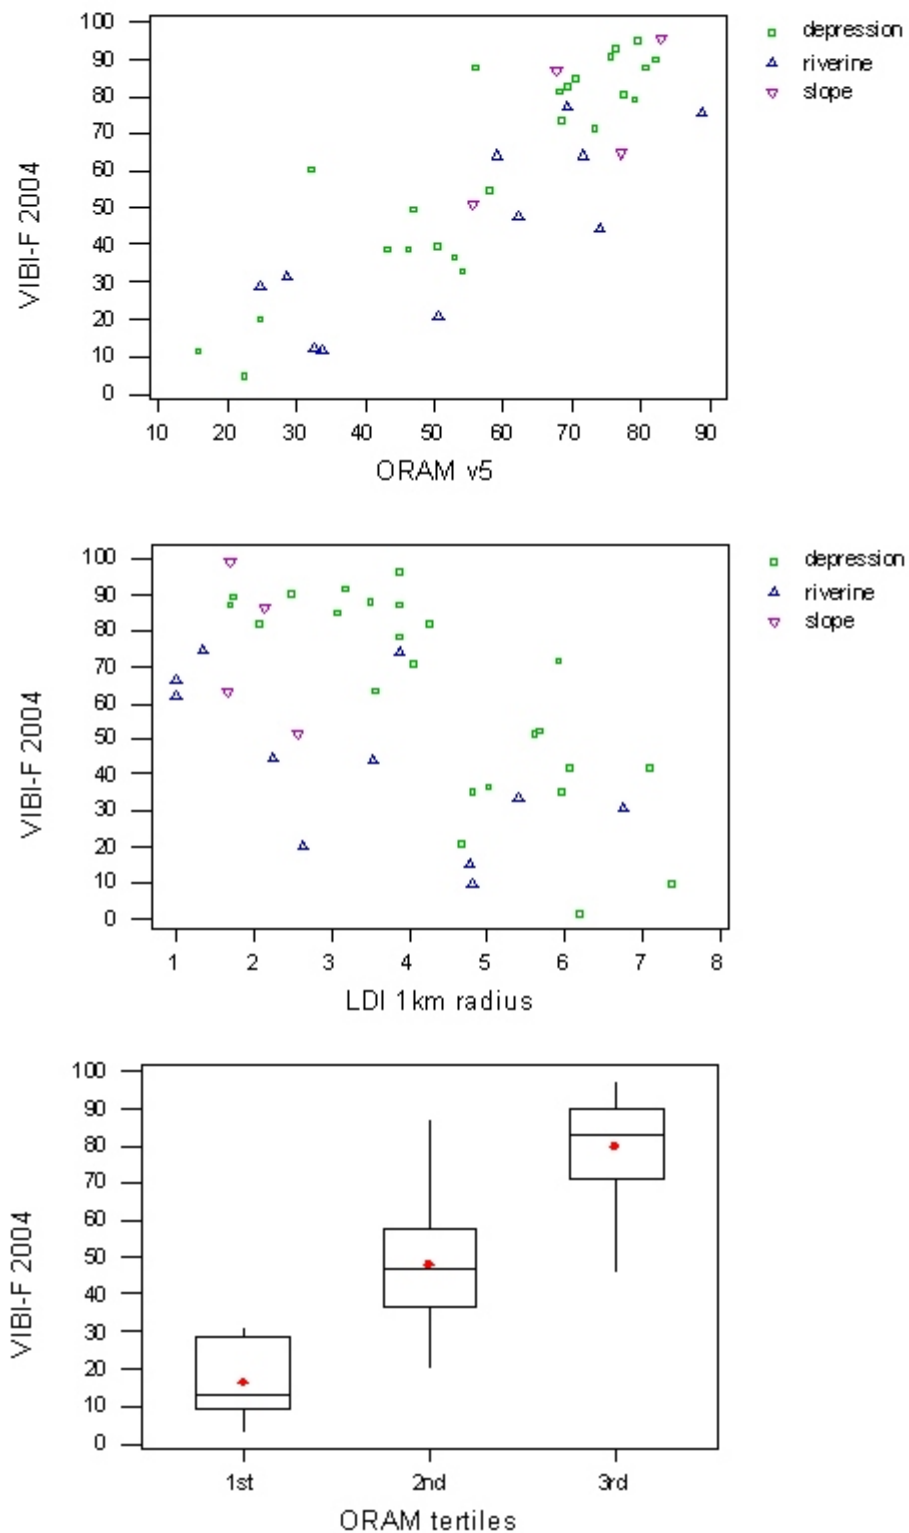 100
90
80
70
60
50
40
30
20
10
0
VIBI-F 2004
10 20 30 40 50 60 70 80 90
ORAM v5
depression
riverine
slope
100
90
80
70
60
50
40
30
20
10
0
VIBI-F 2004
1 2 3 4 5 6 7 8
LDI 1km radius
depression
riverine
slope
100
90
80
70
60
50
40
30
20
10
0
VIBI-F 2004
1st 2nd 3rd
ORAM tertiles